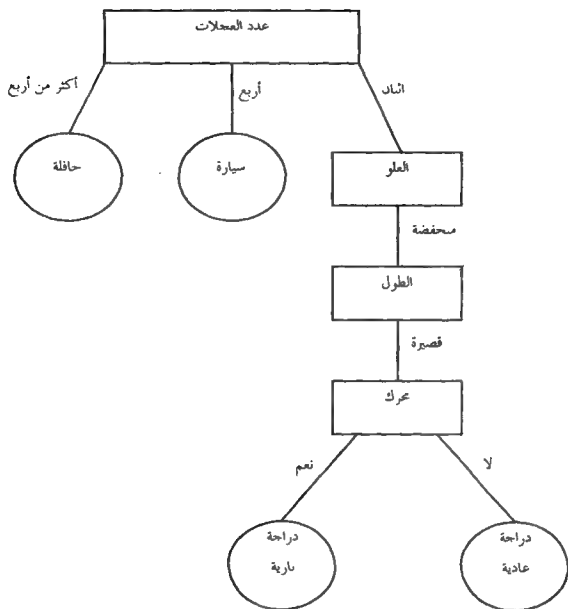 عدد العجلات
أكثر من أربع
أربع
اثنان
حافلة
سيارة
العلو
منخفضة
الطول
قصيرة
محرك
نعم
لا
دراجة
نارية
دراجة
عادية